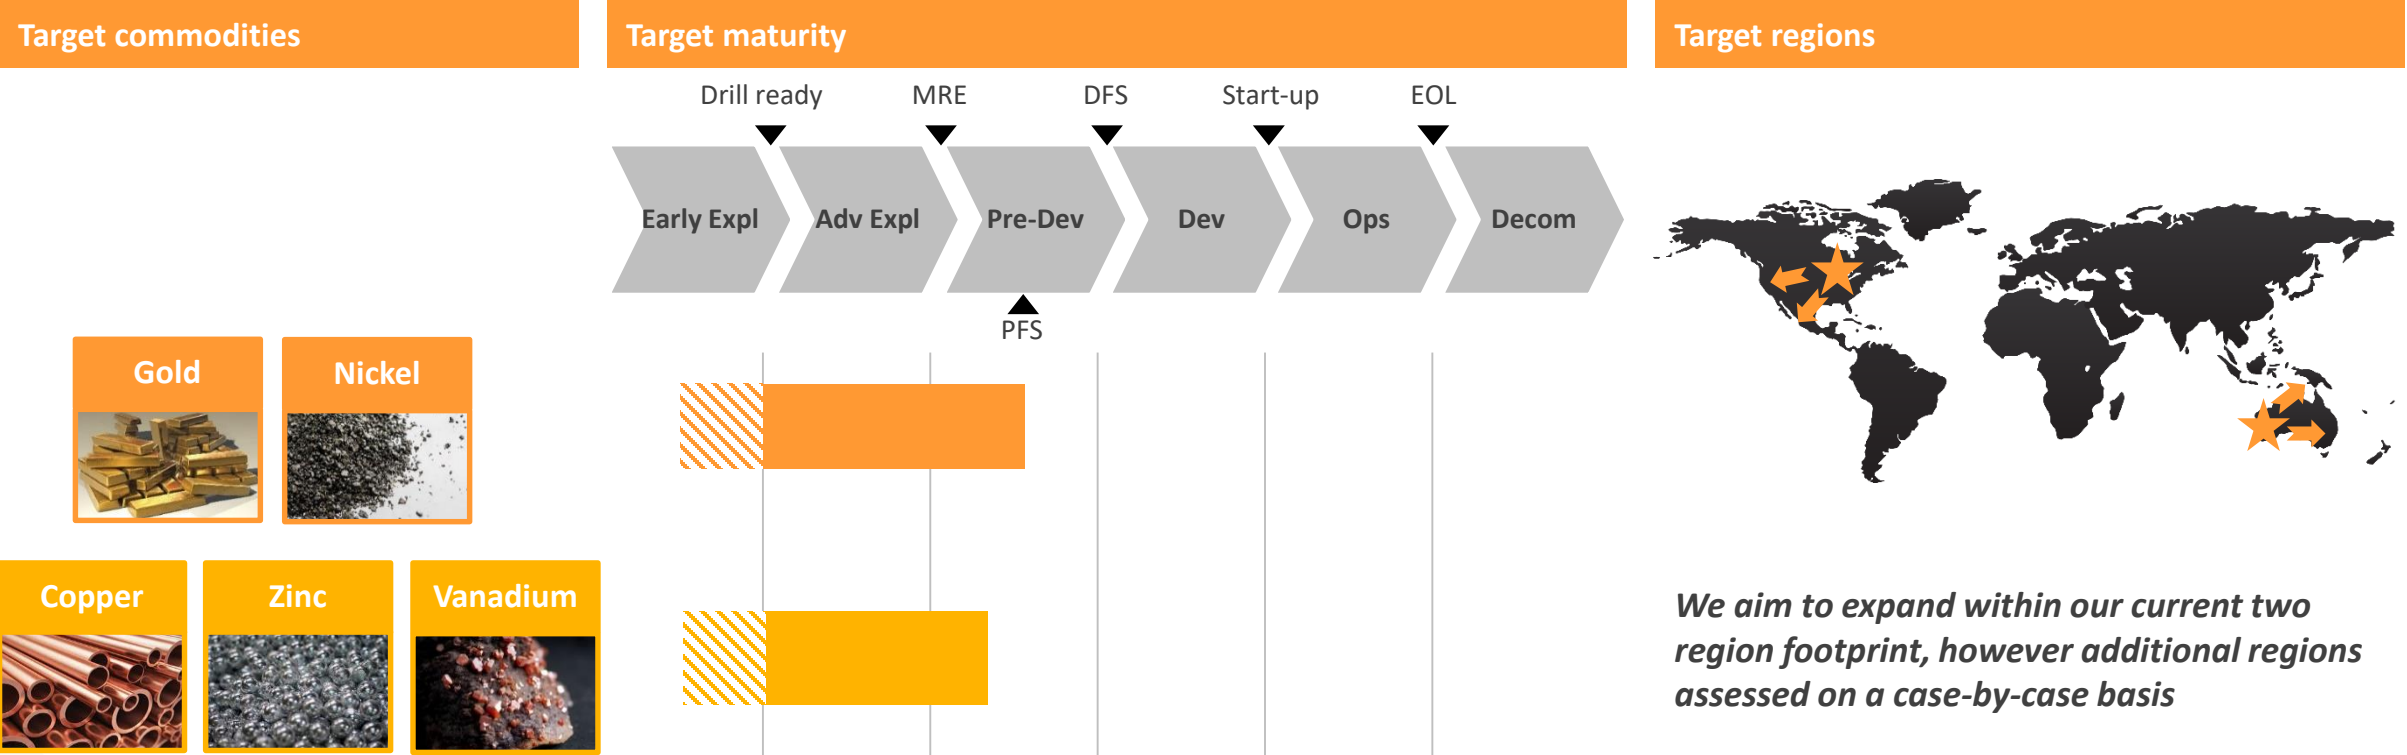 Target commodities
Target maturity
Target regions
Drill ready
MRE
DFS
Start-up
EOL
Early Expl
Adv Expl
Pre-Dev
Dev
Ops
Decom
PFS
Gold
Nickel
Copper
Zinc
Vanadium
We aim to expand within our current two
region footprint, however additional regions
assessed on a case-by-case basis